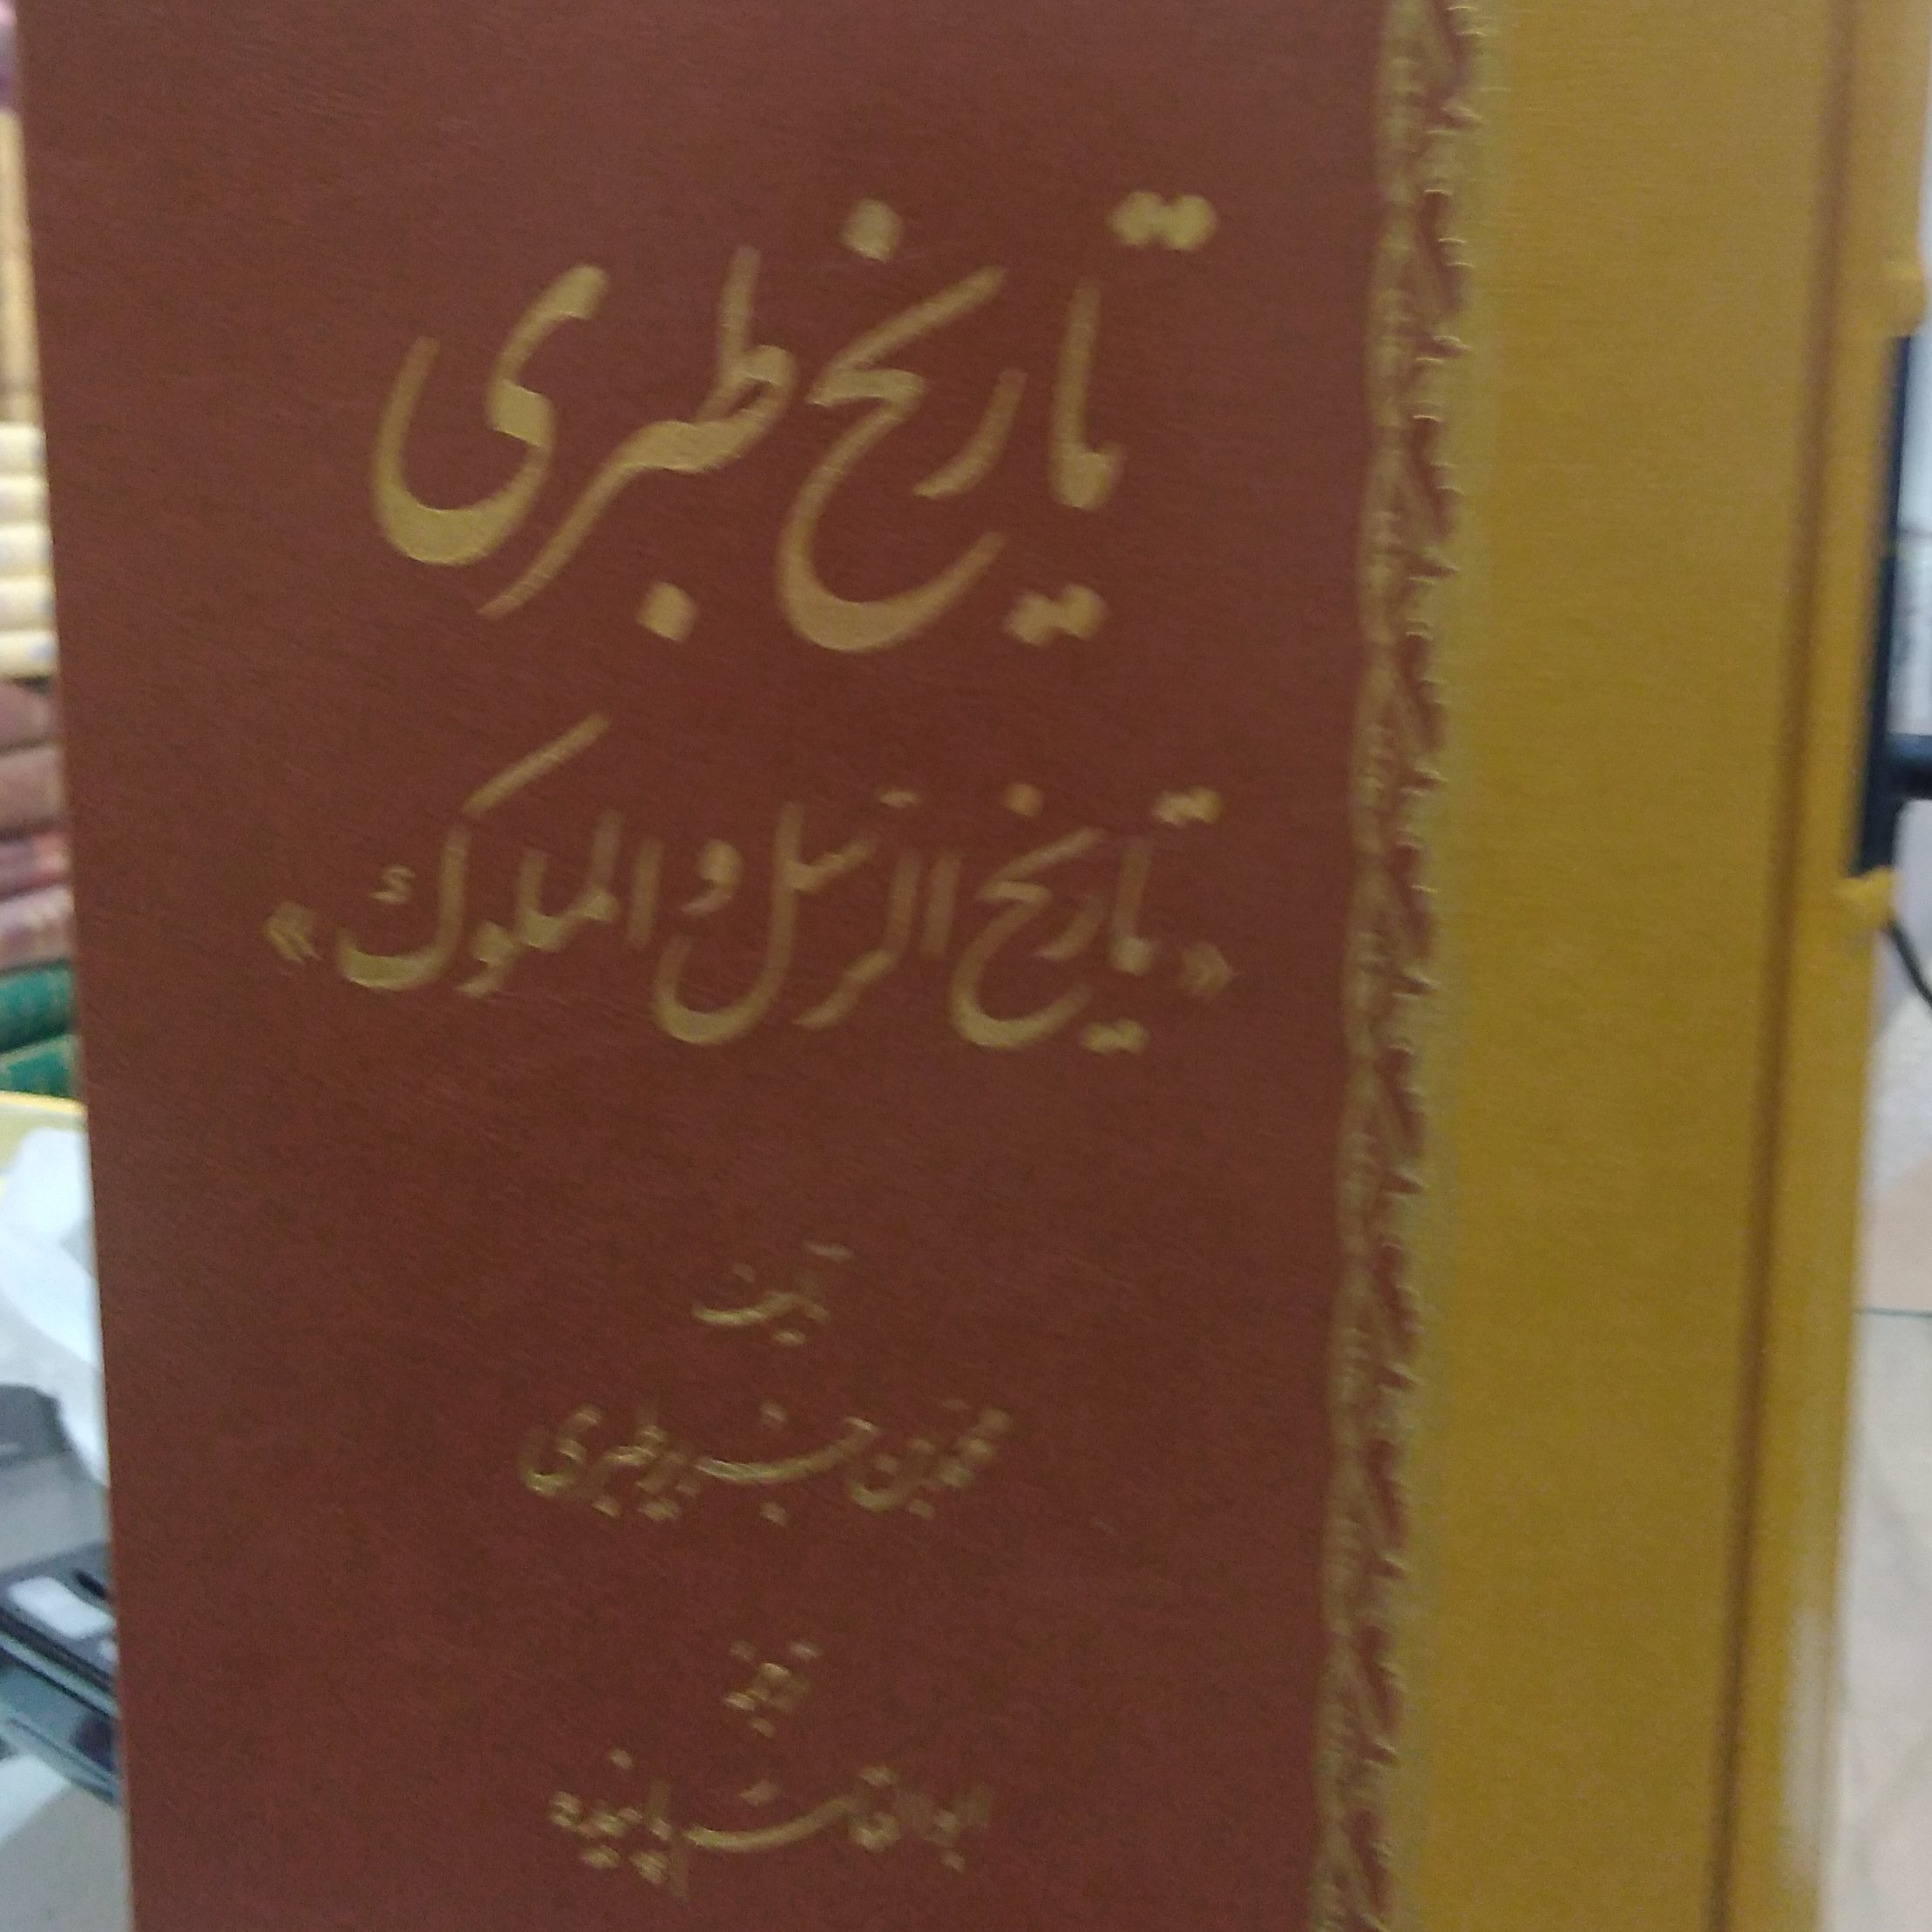 تاریخ طبری
«تاریخ الرسل و الملوک»
تألیف
محمد بن جریر طبری
ترجمهٔ
ابوالقاسم پاینده